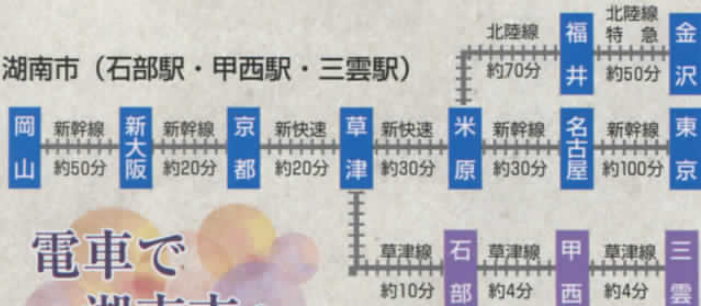 北陸線
約70分
福井
北陸線
特急
約50分
金沢
湖南市（石部駅・甲西駅・三雲駅）
岡山
新幹線
約50分
新大阪
新幹線
約20分
京都
新快速
約20分
草津
新快速
約30分
米原
新幹線
約30分
名古屋
新幹線
約100分
東京
電車で
湖南市
草津線
約10分
石部
草津線
約4分
甲西
草津線
約4分
三雲